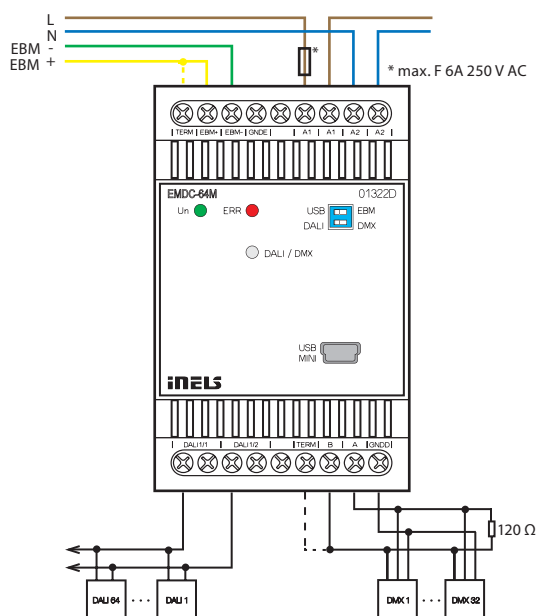 L
N
EBM -
EBM +
*
* max. F 6A 250 V AC
TERM EBM+ EBM- GNDE A1 A1 A2 A2
EMDC-64M 01322D
Un ERR USB EBM
DALI DMX
DALI / DMX
USB
MINI
iNELS
DALI1/1 DALI1/2 TERM B A GNDD
120 Ω
DALI 64 ... DALI 1 DMX 1 ... DMX 32